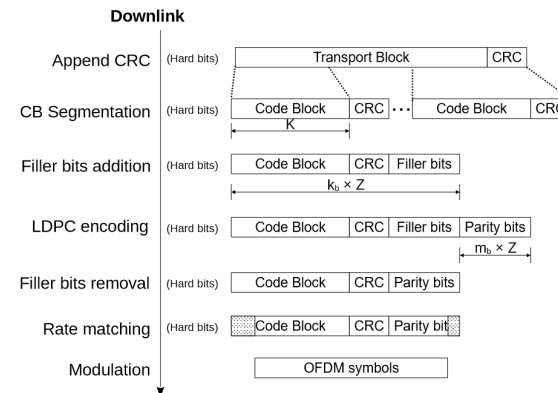 Downlink
Append CRC (Hard bits) Transport Block CRC
CB Segmentation (Hard bits) Code Block CRC ··· Code Block CRC
K
Filler bits addition (Hard bits) Code Block CRC Filler bits
k_b × Z
LDPC encoding (Hard bits) Code Block CRC Filler bits Parity bits
m_b × Z
Filler bits removal (Hard bits) Code Block CRC Parity bits
Rate matching (Hard bits) Code Block CRC Parity bit
Modulation OFDM symbols